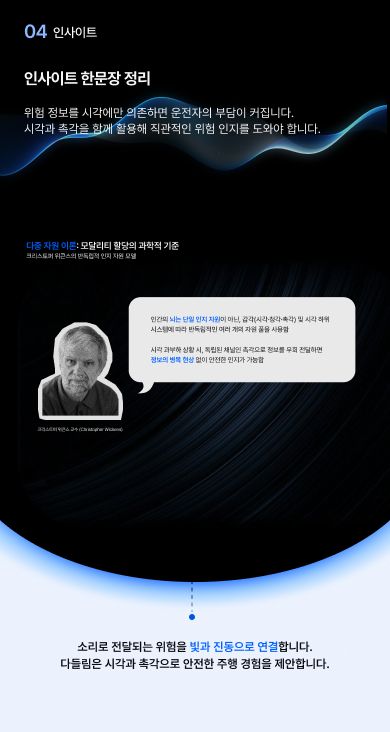 04 인사이트
인사이트 한문장 정리
위험 정보를 시각에만 의존하면 운전자의 부담이 커집니다.
시각과 촉각을 함께 활용해 직관적인 위험 인지를 도와야 합니다.
다중 자원 이론: 모달리티 할당의 과학적 기준
크리스토퍼 위킨스의 반독립적 인지 자원 모델
인간의 뇌는 단일 인지 자원이 아닌, 감각(시각·청각·촉각) 및 시각 하위
시스템에 따라 반독립적인 여러 개의 자원 풀을 사용함
시각 과부하 상황 시, 독립된 채널인 촉각으로 정보를 우회 전달하면
정보의 병목 현상 없이 안전한 인지가 가능함
크리스토퍼 위킨스 교수 (Christopher Wickens)
소리로 전달되는 위험을 빛과 진동으로 연결합니다.
다들림은 시각과 촉각으로 안전한 주행 경험을 제안합니다.